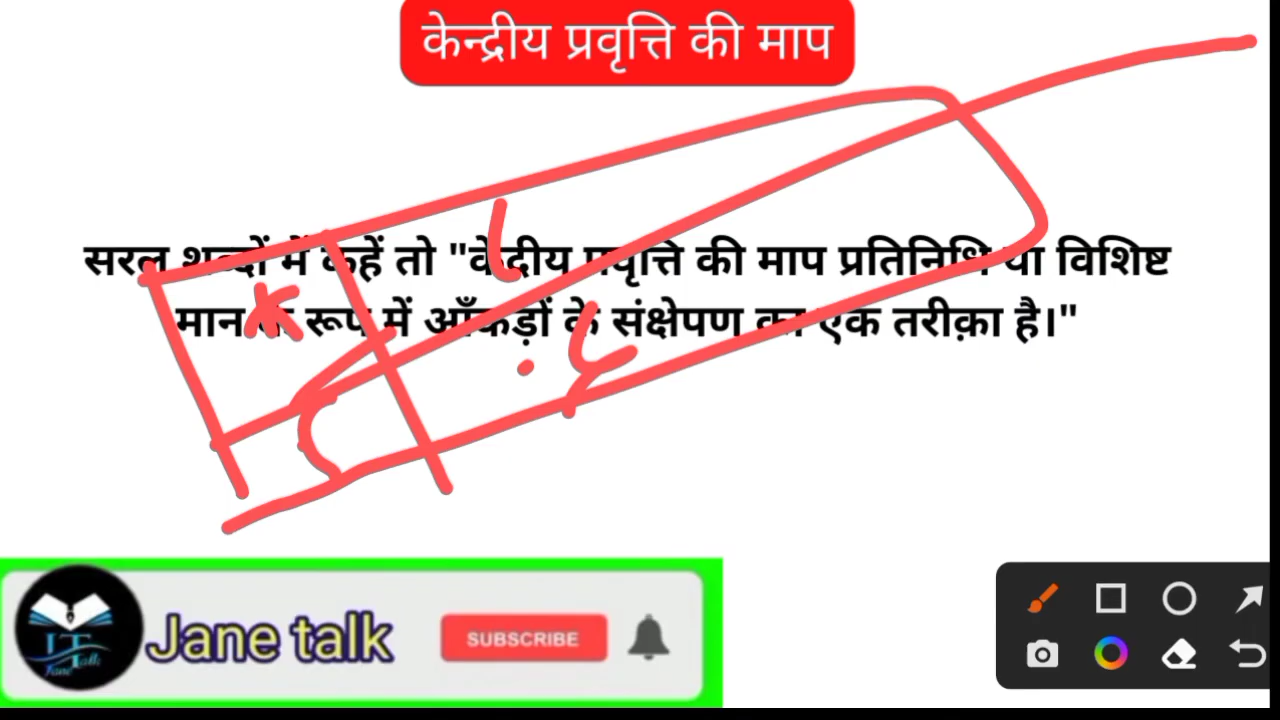 केन्द्रीय प्रवृत्ति की माप
सरल शब्दों में कहें तो "केंद्रीय प्रवृत्ति की माप प्रतिनिधि या विशिष्ट
मान के रूप में आँकड़ों के संक्षेपण का एक तरीक़ा है।"
Jane talk
SUBSCRIBE